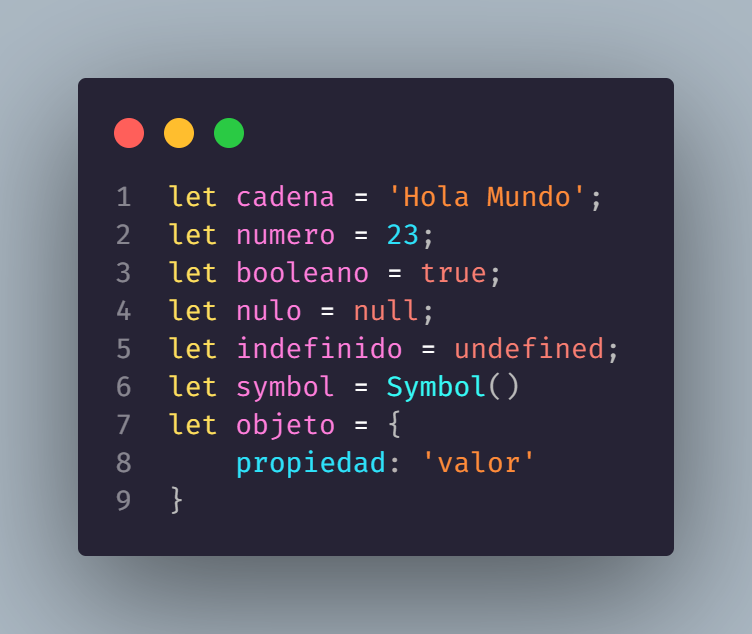 1 let cadena = 'Hola Mundo';
2 let numero = 23;
3 let booleano = true;
4 let nulo = null;
5 let indefinido = undefined;
6 let symbol = Symbol()
7 let objeto = {
8     propiedad: 'valor'
9 }